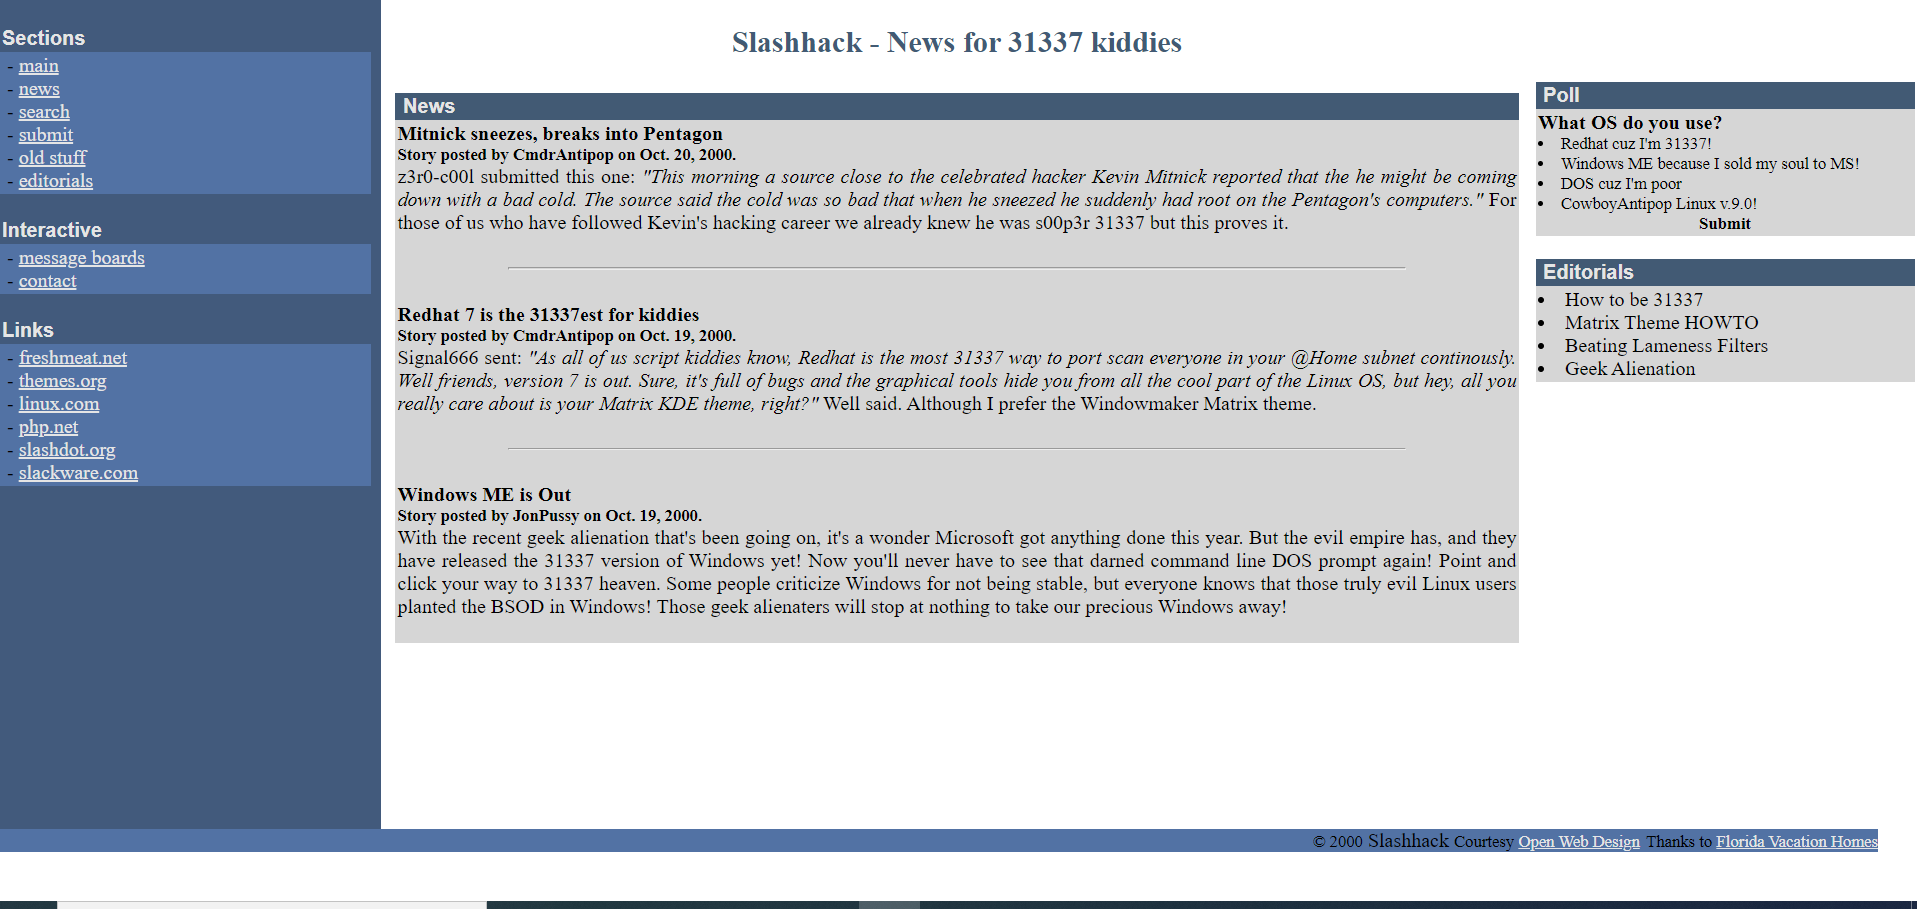 Sections
- main
- news
- search
- submit
- old stuff
- editorials
Interactive
- message boards
- contact
Links
- freshmeat.net
- themes.org
- linux.com
- php.net
- slashdot.org
- slackware.com
Slashhack - News for 31337 kiddies
News
Mitnick sneezes, breaks into Pentagon
Story posted by CmdrAntipop on Oct. 20, 2000.
z3r0-c00l submitted this one: "This morning a source close to the celebrated hacker Kevin Mitnick reported that the he might be coming
down with a bad cold. The source said the cold was so bad that when he sneezed he suddenly had root on the Pentagon's computers." For
those of us who have followed Kevin's hacking career we already knew he was s00p3r 31337 but this proves it.
Redhat 7 is the 31337est for kiddies
Story posted by CmdrAntipop on Oct. 19, 2000.
Signal666 sent: "As all of us script kiddies know, Redhat is the most 31337 way to port scan everyone in your @Home subnet continously.
Well friends, version 7 is out. Sure, it's full of bugs and the graphical tools hide you from all the cool part of the Linux OS, but hey, all you
really care about is your Matrix KDE theme, right?" Well said. Although I prefer the Windowmaker Matrix theme.
Windows ME is Out
Story posted by JonPussy on Oct. 19, 2000.
With the recent geek alienation that's been going on, it's a wonder Microsoft got anything done this year. But the evil empire has, and they
have released the 31337 version of Windows yet! Now you'll never have to see that darned command line DOS prompt again! Point and
click your way to 31337 heaven. Some people criticize Windows for not being stable, but everyone knows that those truly evil Linux users
planted the BSOD in Windows! Those geek alienaters will stop at nothing to take our precious Windows away!
Poll
What OS do you use?
• Redhat cuz I'm 31337!
• Windows ME because I sold my soul to MS!
• DOS cuz I'm poor
• CowboyAntipop Linux v.9.0!
Submit
Editorials
• How to be 31337
• Matrix Theme HOWTO
• Beating Lameness Filters
• Geek Alienation
© 2000 Slashhack Courtesy Open Web Design Thanks to Florida Vacation Homes